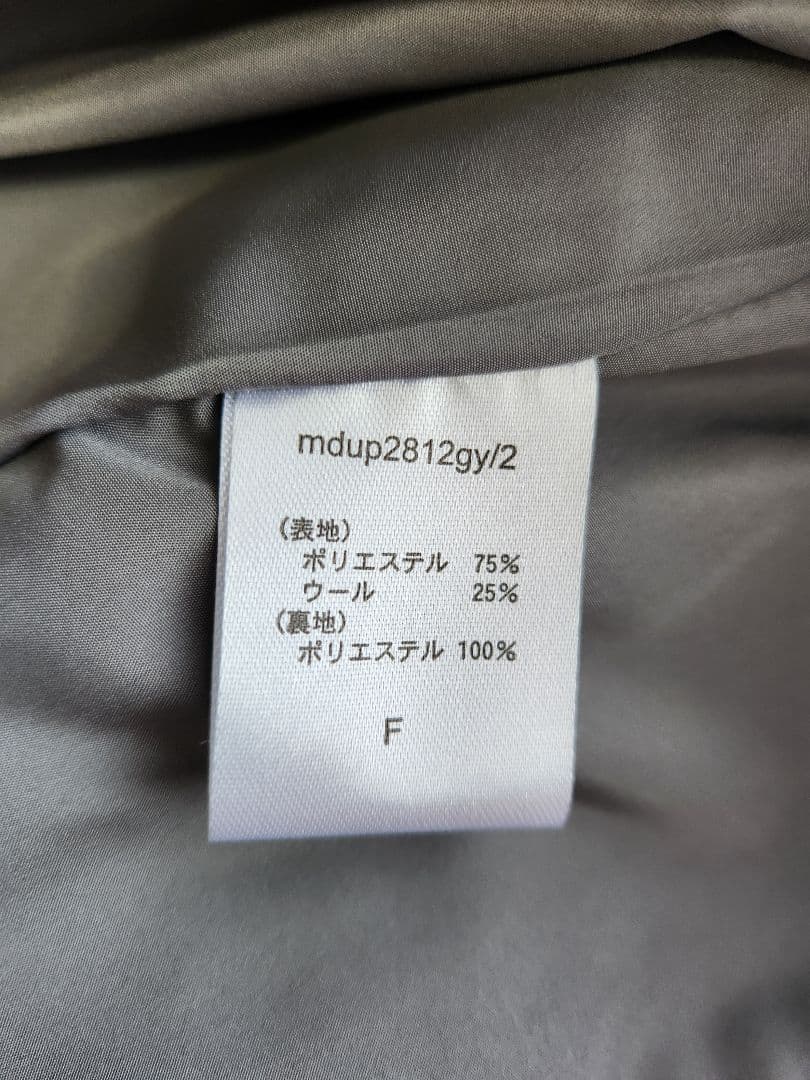 mdup2812gy/2
（表地）
ポリエステル 75%
ウール 25%
（裏地）
ポリエステル 100%
F